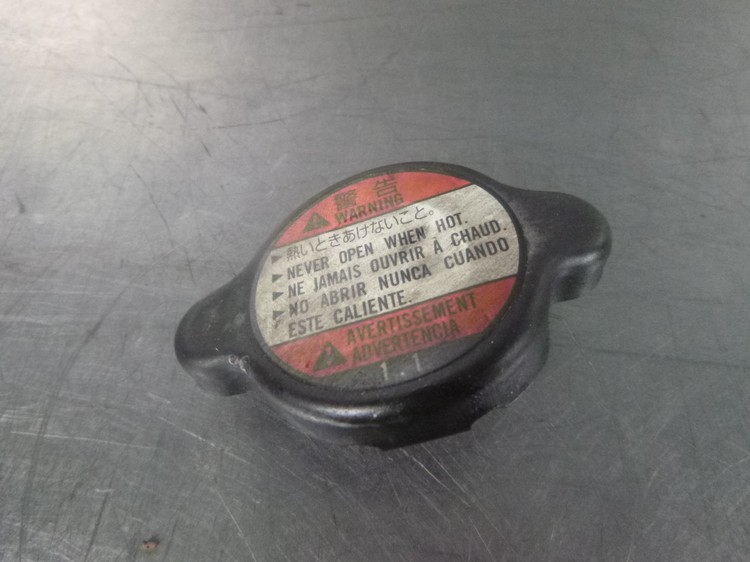 警告
WARNING
熱いときあけないこと。
NEVER OPEN WHEN HOT.
NE JAMAIS OUVRIR À CHAUD.
NO ABRIR NUNCA CUANDO
ESTE CALIENTE.
AVERTISSEMENT
ADVERTENCIA
1.1